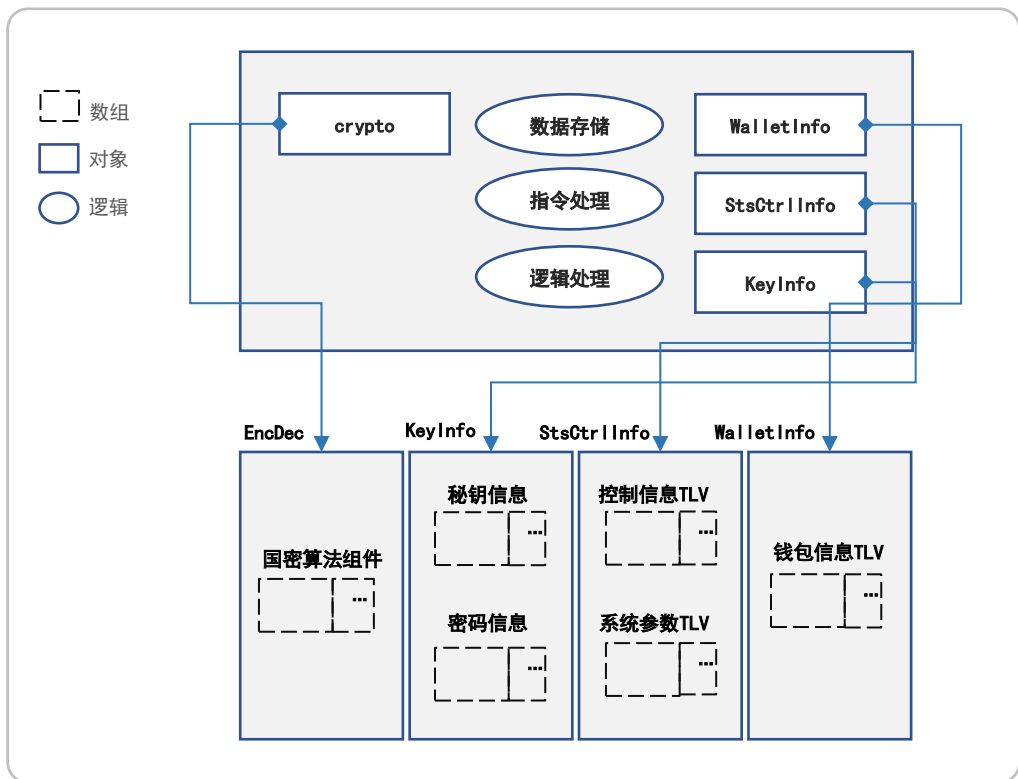 数组
对象
逻辑
crypto
数据存储
指令处理
逻辑处理
WalletInfo
StsCtrlInfo
KeyInfo
EncDec
KeyInfo
StsCtrlInfo
WalletInfo
国密算法组件
...
秘钥信息
...
密码信息
...
控制信息TLV
...
系统参数TLV
...
钱包信息TLV
...